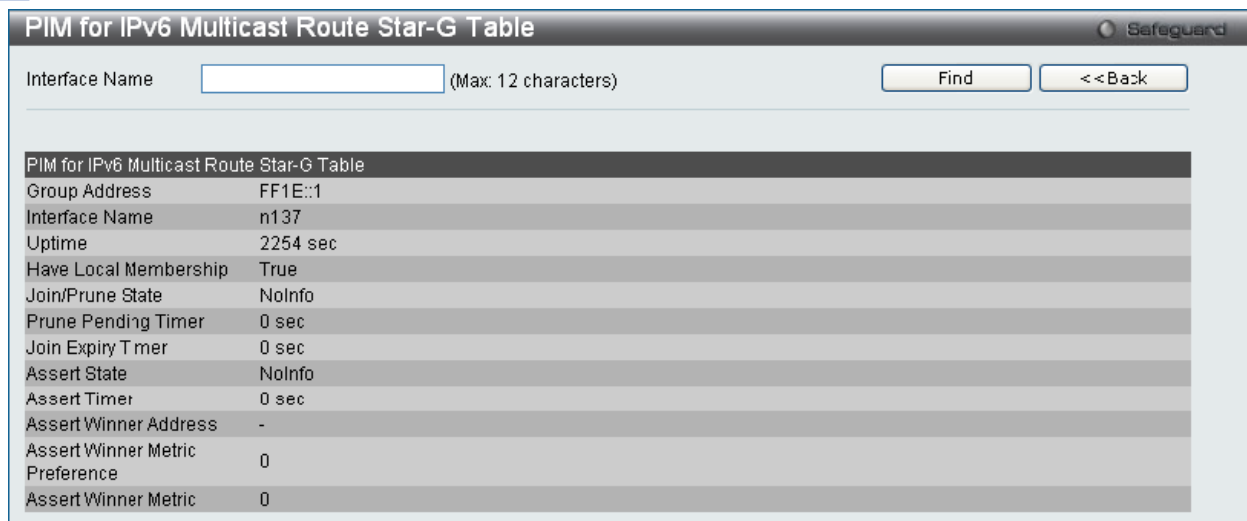 PIM for IPv6 Multicast Route Star-G Table
Safeguard
Interface Name (Max: 12 characters) Find <<Back
PIM for IPv6 Multicast Route Star-G Table
Group Address FF1E::1
Interface Name n137
Uptime 2254 sec
Have Local Membership True
Join/Prune State NoInfo
Prune Pending Timer 0 sec
Join Expiry Timer 0 sec
Assert State NoInfo
Assert Timer 0 sec
Assert Winner Address -
Assert Winner Metric
Preference 0
Assert Winner Metric 0